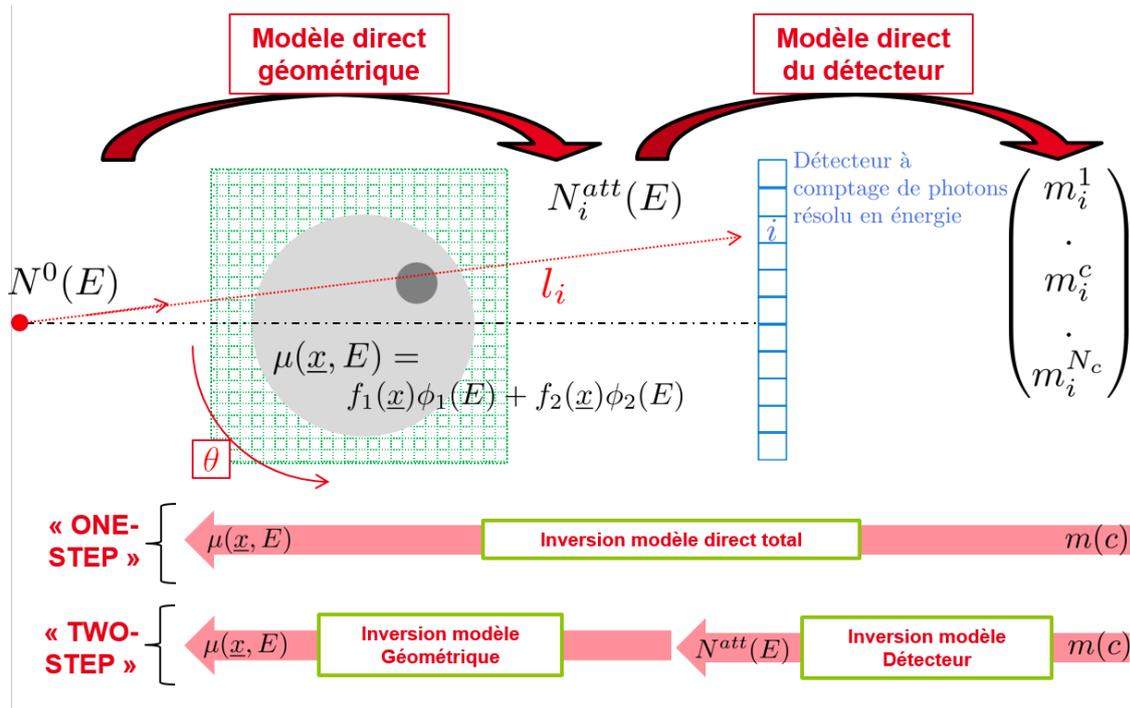 Modèle direct
géométrique
Modèle direct
du détecteur
N^0(E)
N_i^{att}(E)
l_i
i
Détecteur à
comptage de photons
résolu en énergie
m_i^1
.
m_i^c
.
m_i^{N_c}
μ(x, E) =
f_1(x)ϕ_1(E) + f_2(x)ϕ_2(E)
θ
« ONE-
STEP »
μ(x, E)
Inversion modèle direct total
m(c)
« TWO-
STEP »
μ(x, E)
Inversion modèle
Géométrique
N^{att}(E)
Inversion modèle
Détecteur
m(c)